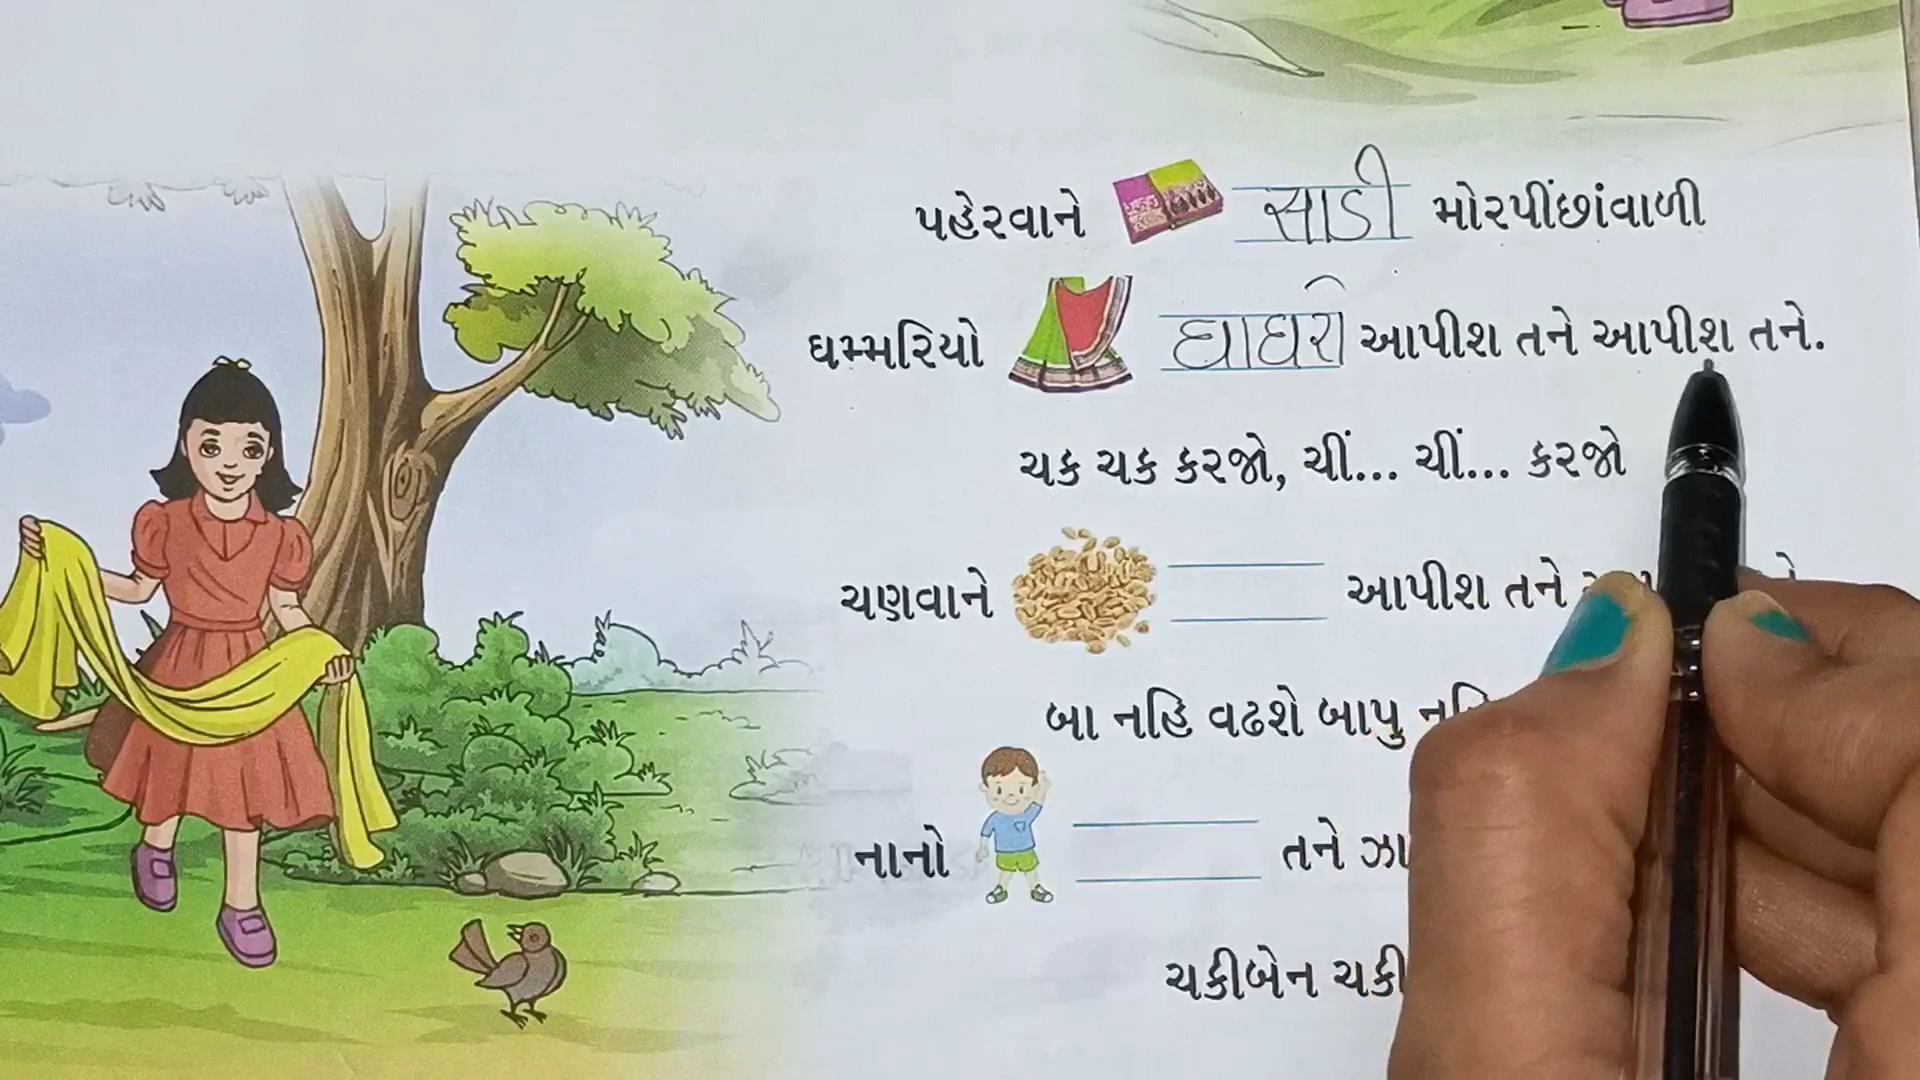 પહેરવાને સાડી મોરપીંછાંવાળી
ઘમ્મરિયો ઘાઘરો આપીશ તને આપીશ તને.
ચક ચક કરજો, ચીં... ચીં... કરજો
ચણવાને આપીશ તને
બા નહિ વઢશે બાપુ
નાનો તને
ચકીબેન ચકી